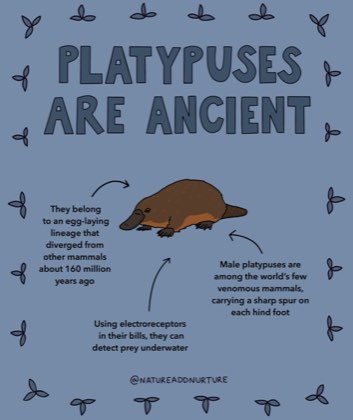 PLATYPUSES
ARE ANCIENT
They belong
to an egg-laying
lineage that
diverged from
other mammals
about 160 million
years ago
Male platypuses are
among the world's few
venomous mammals,
carrying a sharp spur on
each hind foot
Using electroreceptors
in their bills, they can
detect prey underwater
@NATUREADDNURTURE